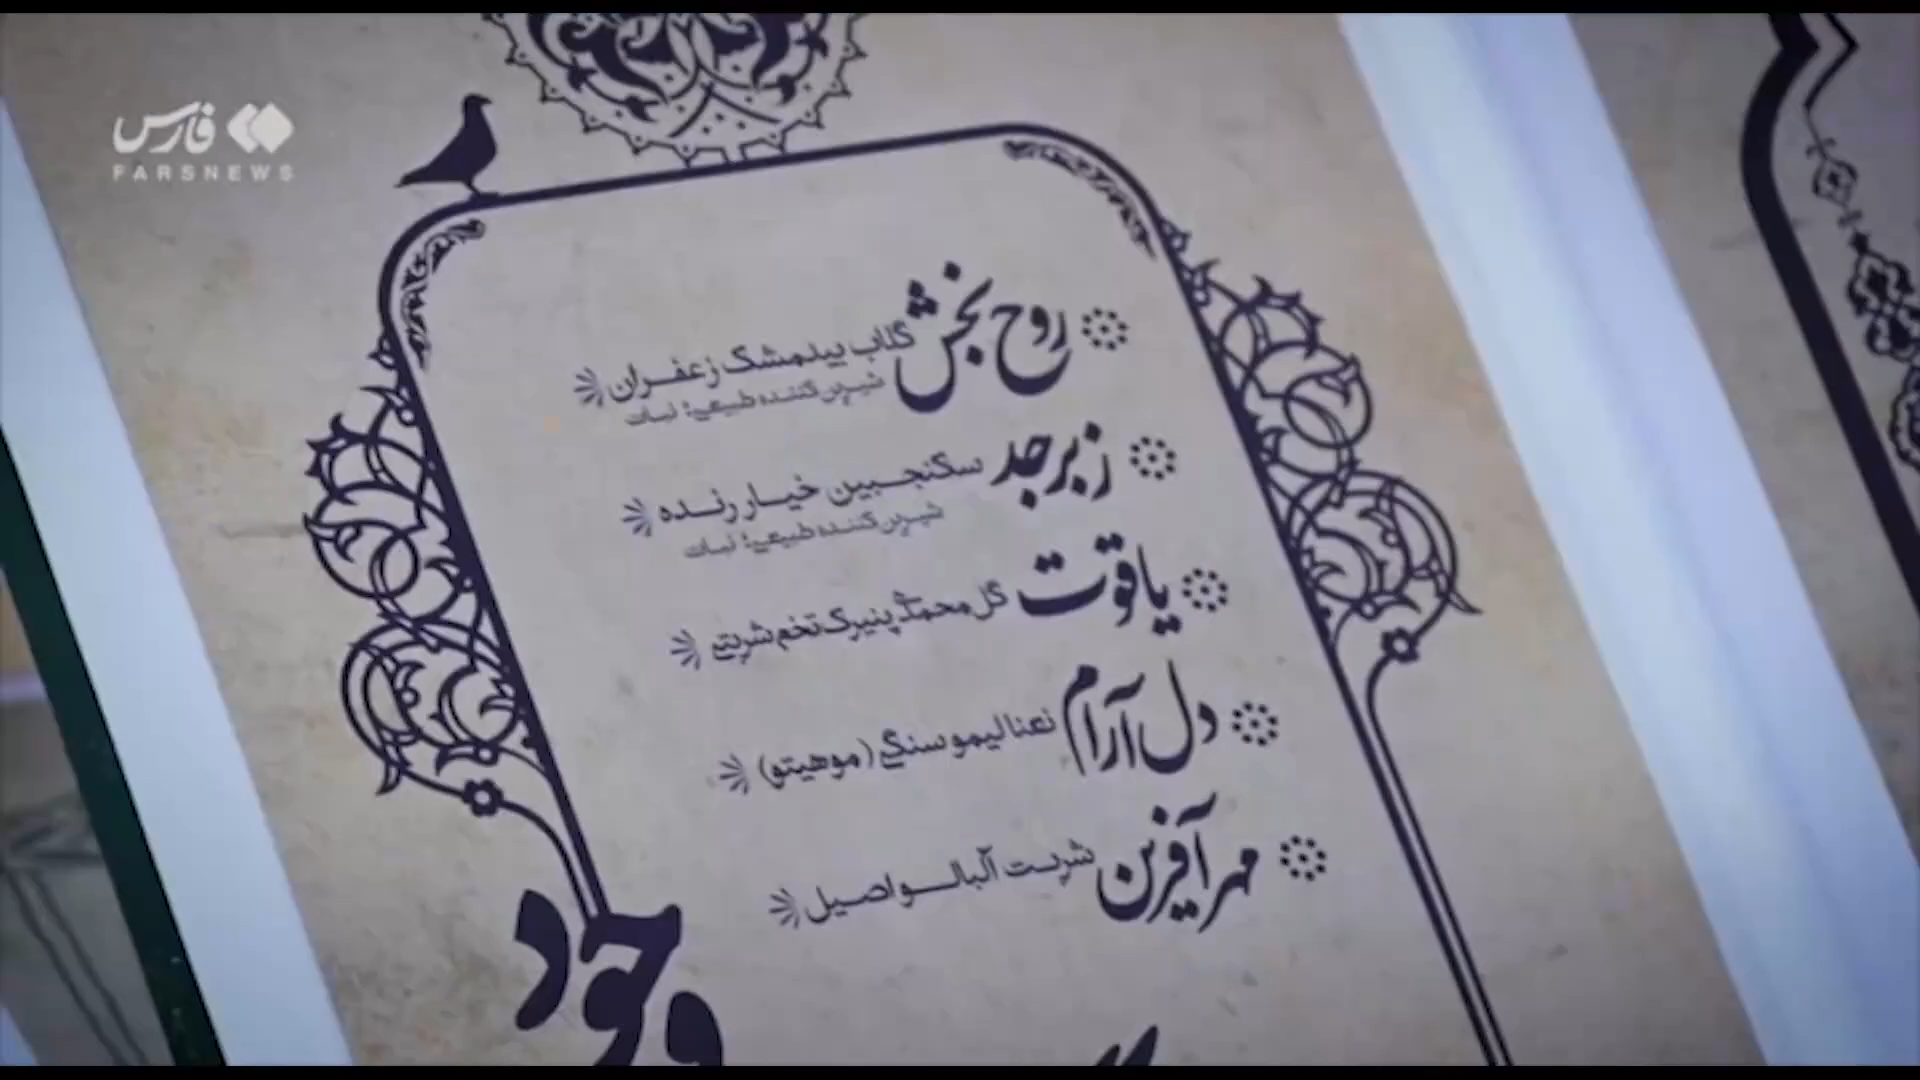 فارس
FARSNEWS
روح بخش گلاب بیدمشک زعفران
شیرین کننده طبیعی: نبات
زبرجد سکنجبین خیار رنده
شیرین کننده طبیعی: نبات
یاقوت گل محمدی پنیرک تخم شربتی
دل آرام نعنا لیمو سنگی (موهیتو)
مهرآفرین شربت آلبالو اصیل
وجود